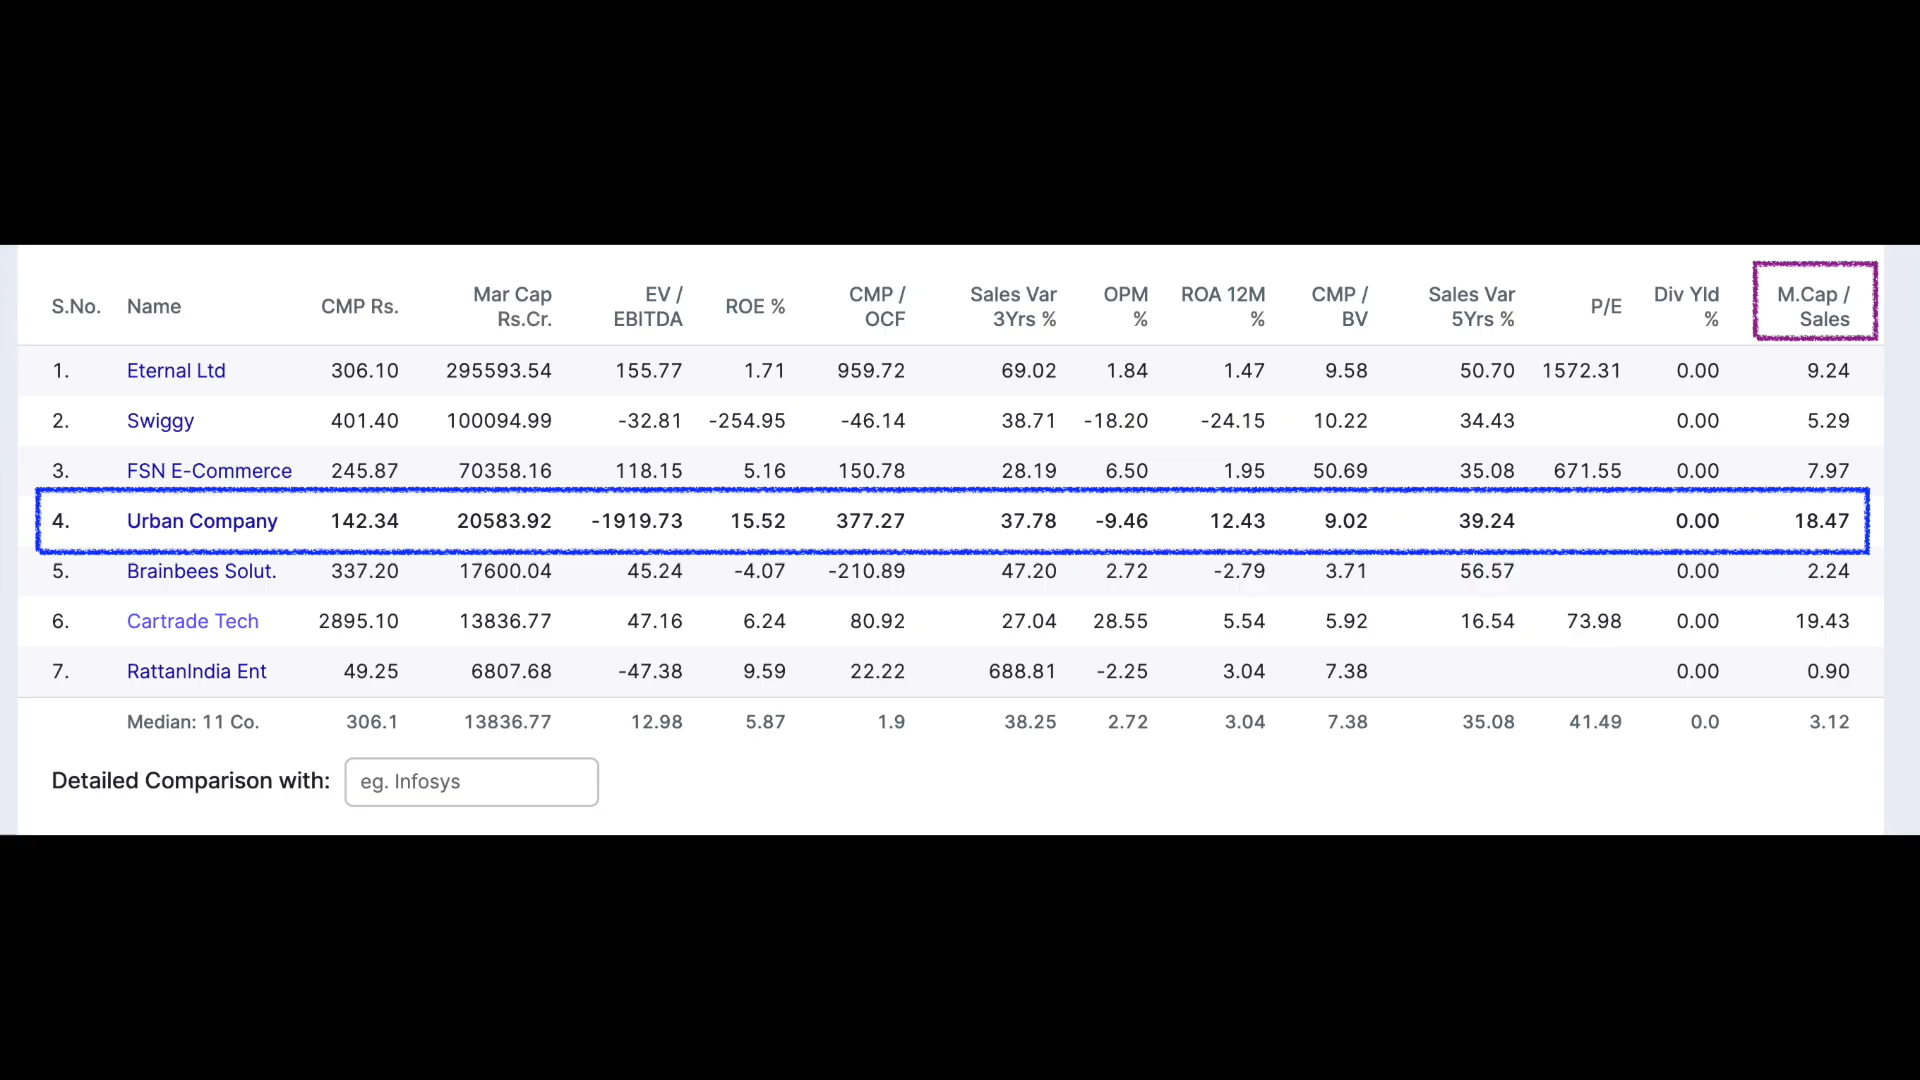 S.No. Name CMP Rs. Mar Cap Rs.Cr. EV / EBITDA ROE % CMP / OCF Sales Var 3Yrs % OPM % ROA 12M % CMP / BV Sales Var 5Yrs % P/E Div Yld % M.Cap / Sales
1. Eternal Ltd 306.10 295593.54 155.77 1.71 959.72 69.02 1.84 1.47 9.58 50.70 1572.31 0.00 9.24
2. Swiggy 401.40 100094.99 -32.81 -254.95 -46.14 38.71 -18.20 -24.15 10.22 34.43 0.00 5.29
3. FSN E-Commerce 245.87 70358.16 118.15 5.16 150.78 28.19 6.50 1.95 50.69 35.08 671.55 0.00 7.97
4. Urban Company 142.34 20583.92 -1919.73 15.52 377.27 37.78 -9.46 12.43 9.02 39.24 0.00 18.47
5. Brainbees Solut. 337.20 17600.04 45.24 -4.07 -210.89 47.20 2.72 -2.79 3.71 56.57 0.00 2.24
6. Cartrade Tech 2895.10 13836.77 47.16 6.24 80.92 27.04 28.55 5.54 5.92 16.54 73.98 0.00 19.43
7. RattanIndia Ent 49.25 6807.68 -47.38 9.59 22.22 688.81 -2.25 3.04 7.38 0.00 0.90
Median: 11 Co. 306.1 13836.77 12.98 5.87 1.9 38.25 2.72 3.04 7.38 35.08 41.49 0.0 3.12
Detailed Comparison with: eg. Infosys